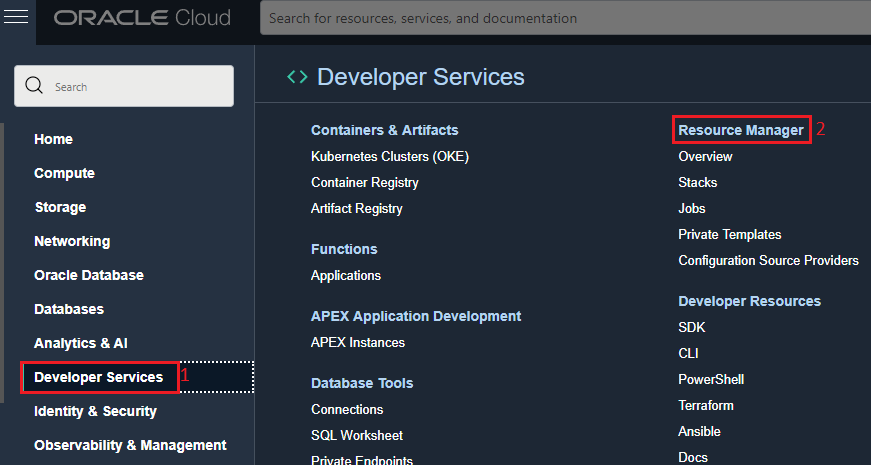 ORACLE Cloud
Search for resources, services, and documentation
Search
Home
Compute
Storage
Networking
Oracle Database
Databases
Analytics & AI
Developer Services 1
Identity & Security
Observability & Management
Developer Services
Containers & Artifacts
Kubernetes Clusters (OKE)
Container Registry
Artifact Registry
Functions
Applications
APEX Application Development
APEX Instances
Database Tools
Connections
SQL Worksheet
Private Endpoints
Resource Manager 2
Overview
Stacks
Jobs
Private Templates
Configuration Source Providers
Developer Resources
SDK
CLI
PowerShell
Terraform
Ansible
Docs